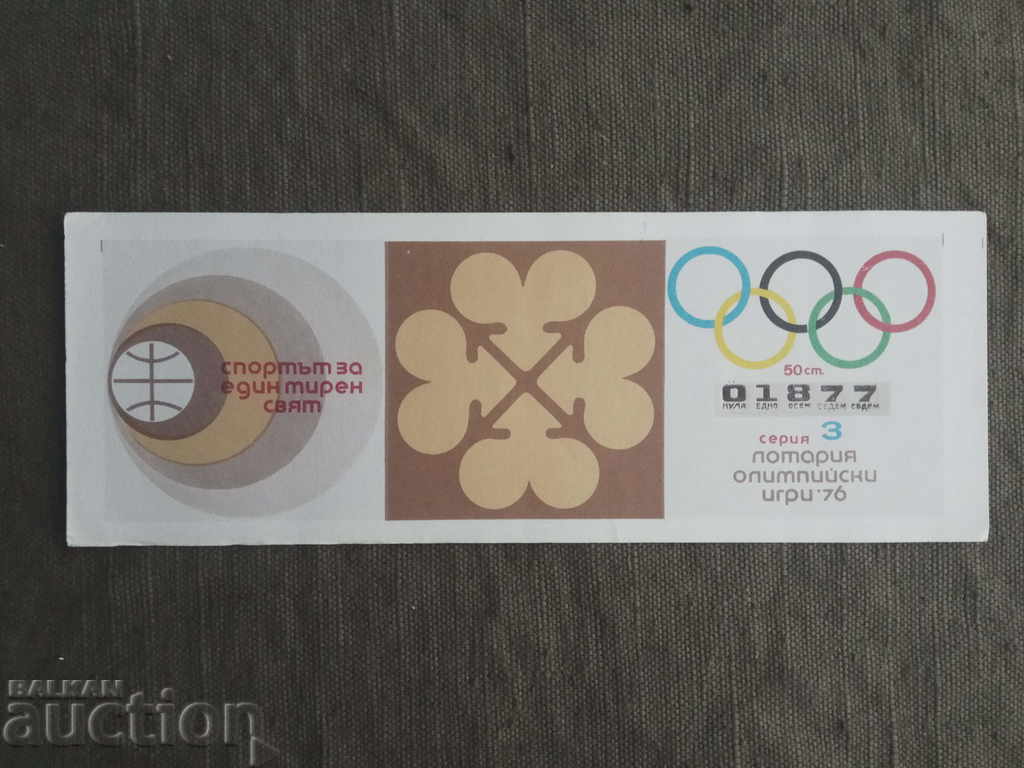 спортът за
един мирен
свят
50 ст.
01877
НУЛА ЕДНО ОСЕМ СЕДЕМ СЕДЕМ
серия 3
лотария
олимпийски
игри '76
BALKAN
auction